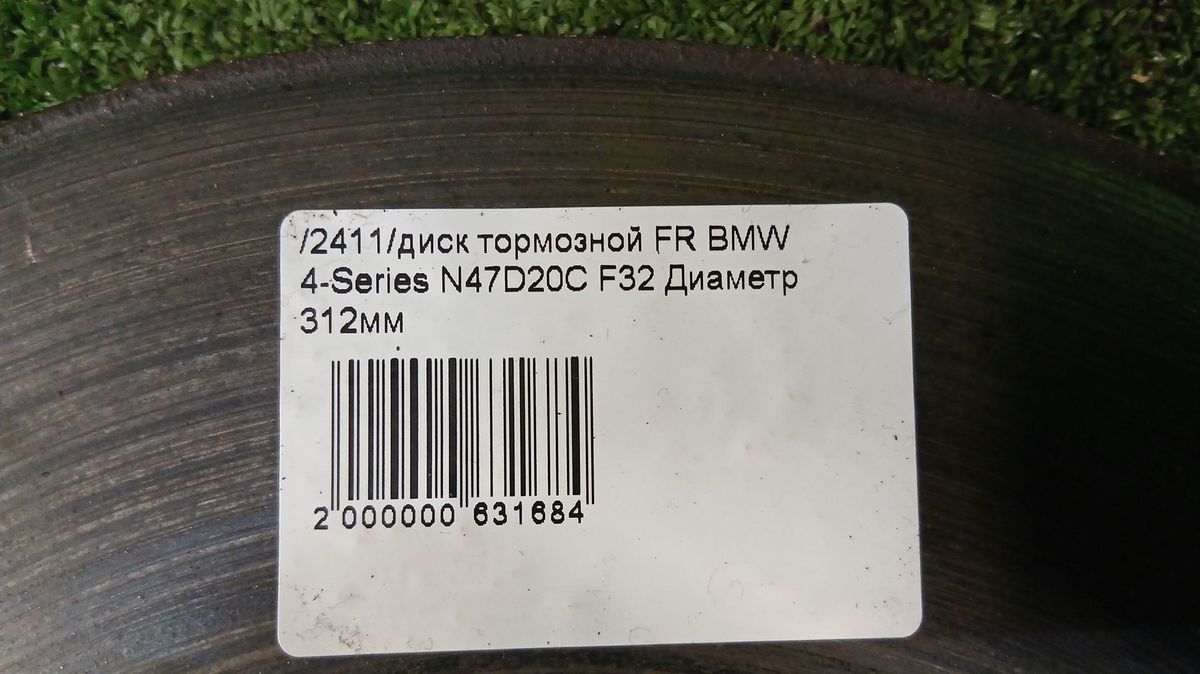 /2411/диск тормозной FR BMW
4-Series N47D20C F32 Диаметр
312мм
2 000000 631684